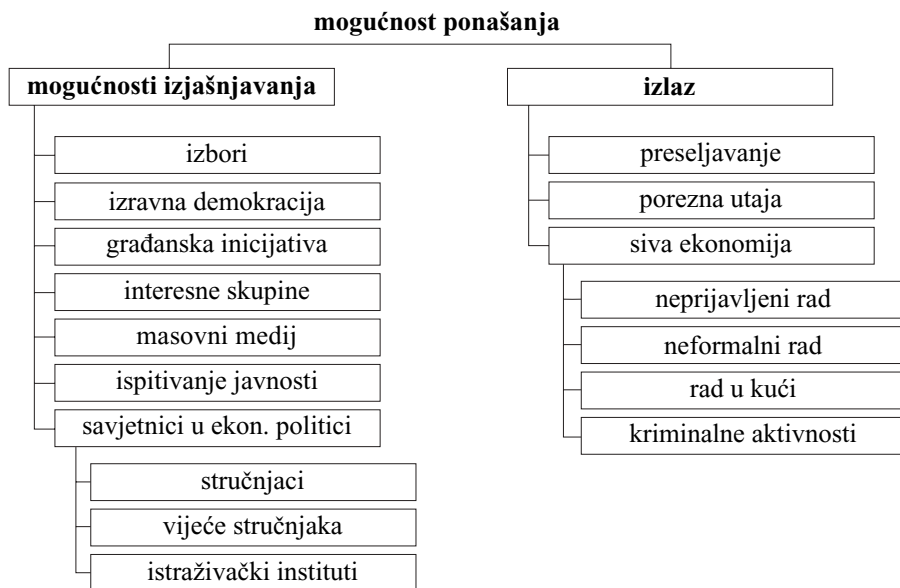 mogućnost ponašanja
mogućnosti izjašnjavanja
izbori
izravna demokracija
građanska inicijativa
interesne skupine
masovni medij
ispitivanje javnosti
savjetnici u ekon. politici
stručnjaci
vijeće stručnjaka
istraživački instituti
izlaz
preseljavanje
porezna utaja
siva ekonomija
neprijavljeni rad
neformalni rad
rad u kući
kriminalne aktivnosti